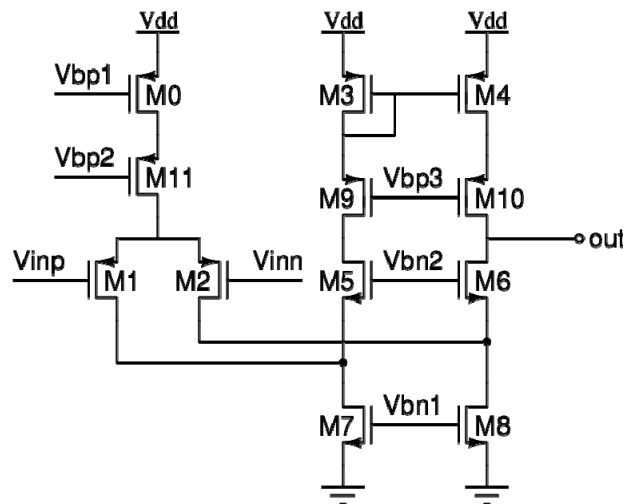 Vdd Vdd Vdd
Vbp1 M0 M3 M4
Vbp2 M11 M9 Vbp3 M10
out
Vinp M1 M2 Vinn M5 Vbn2 M6
M7 Vbn1 M8